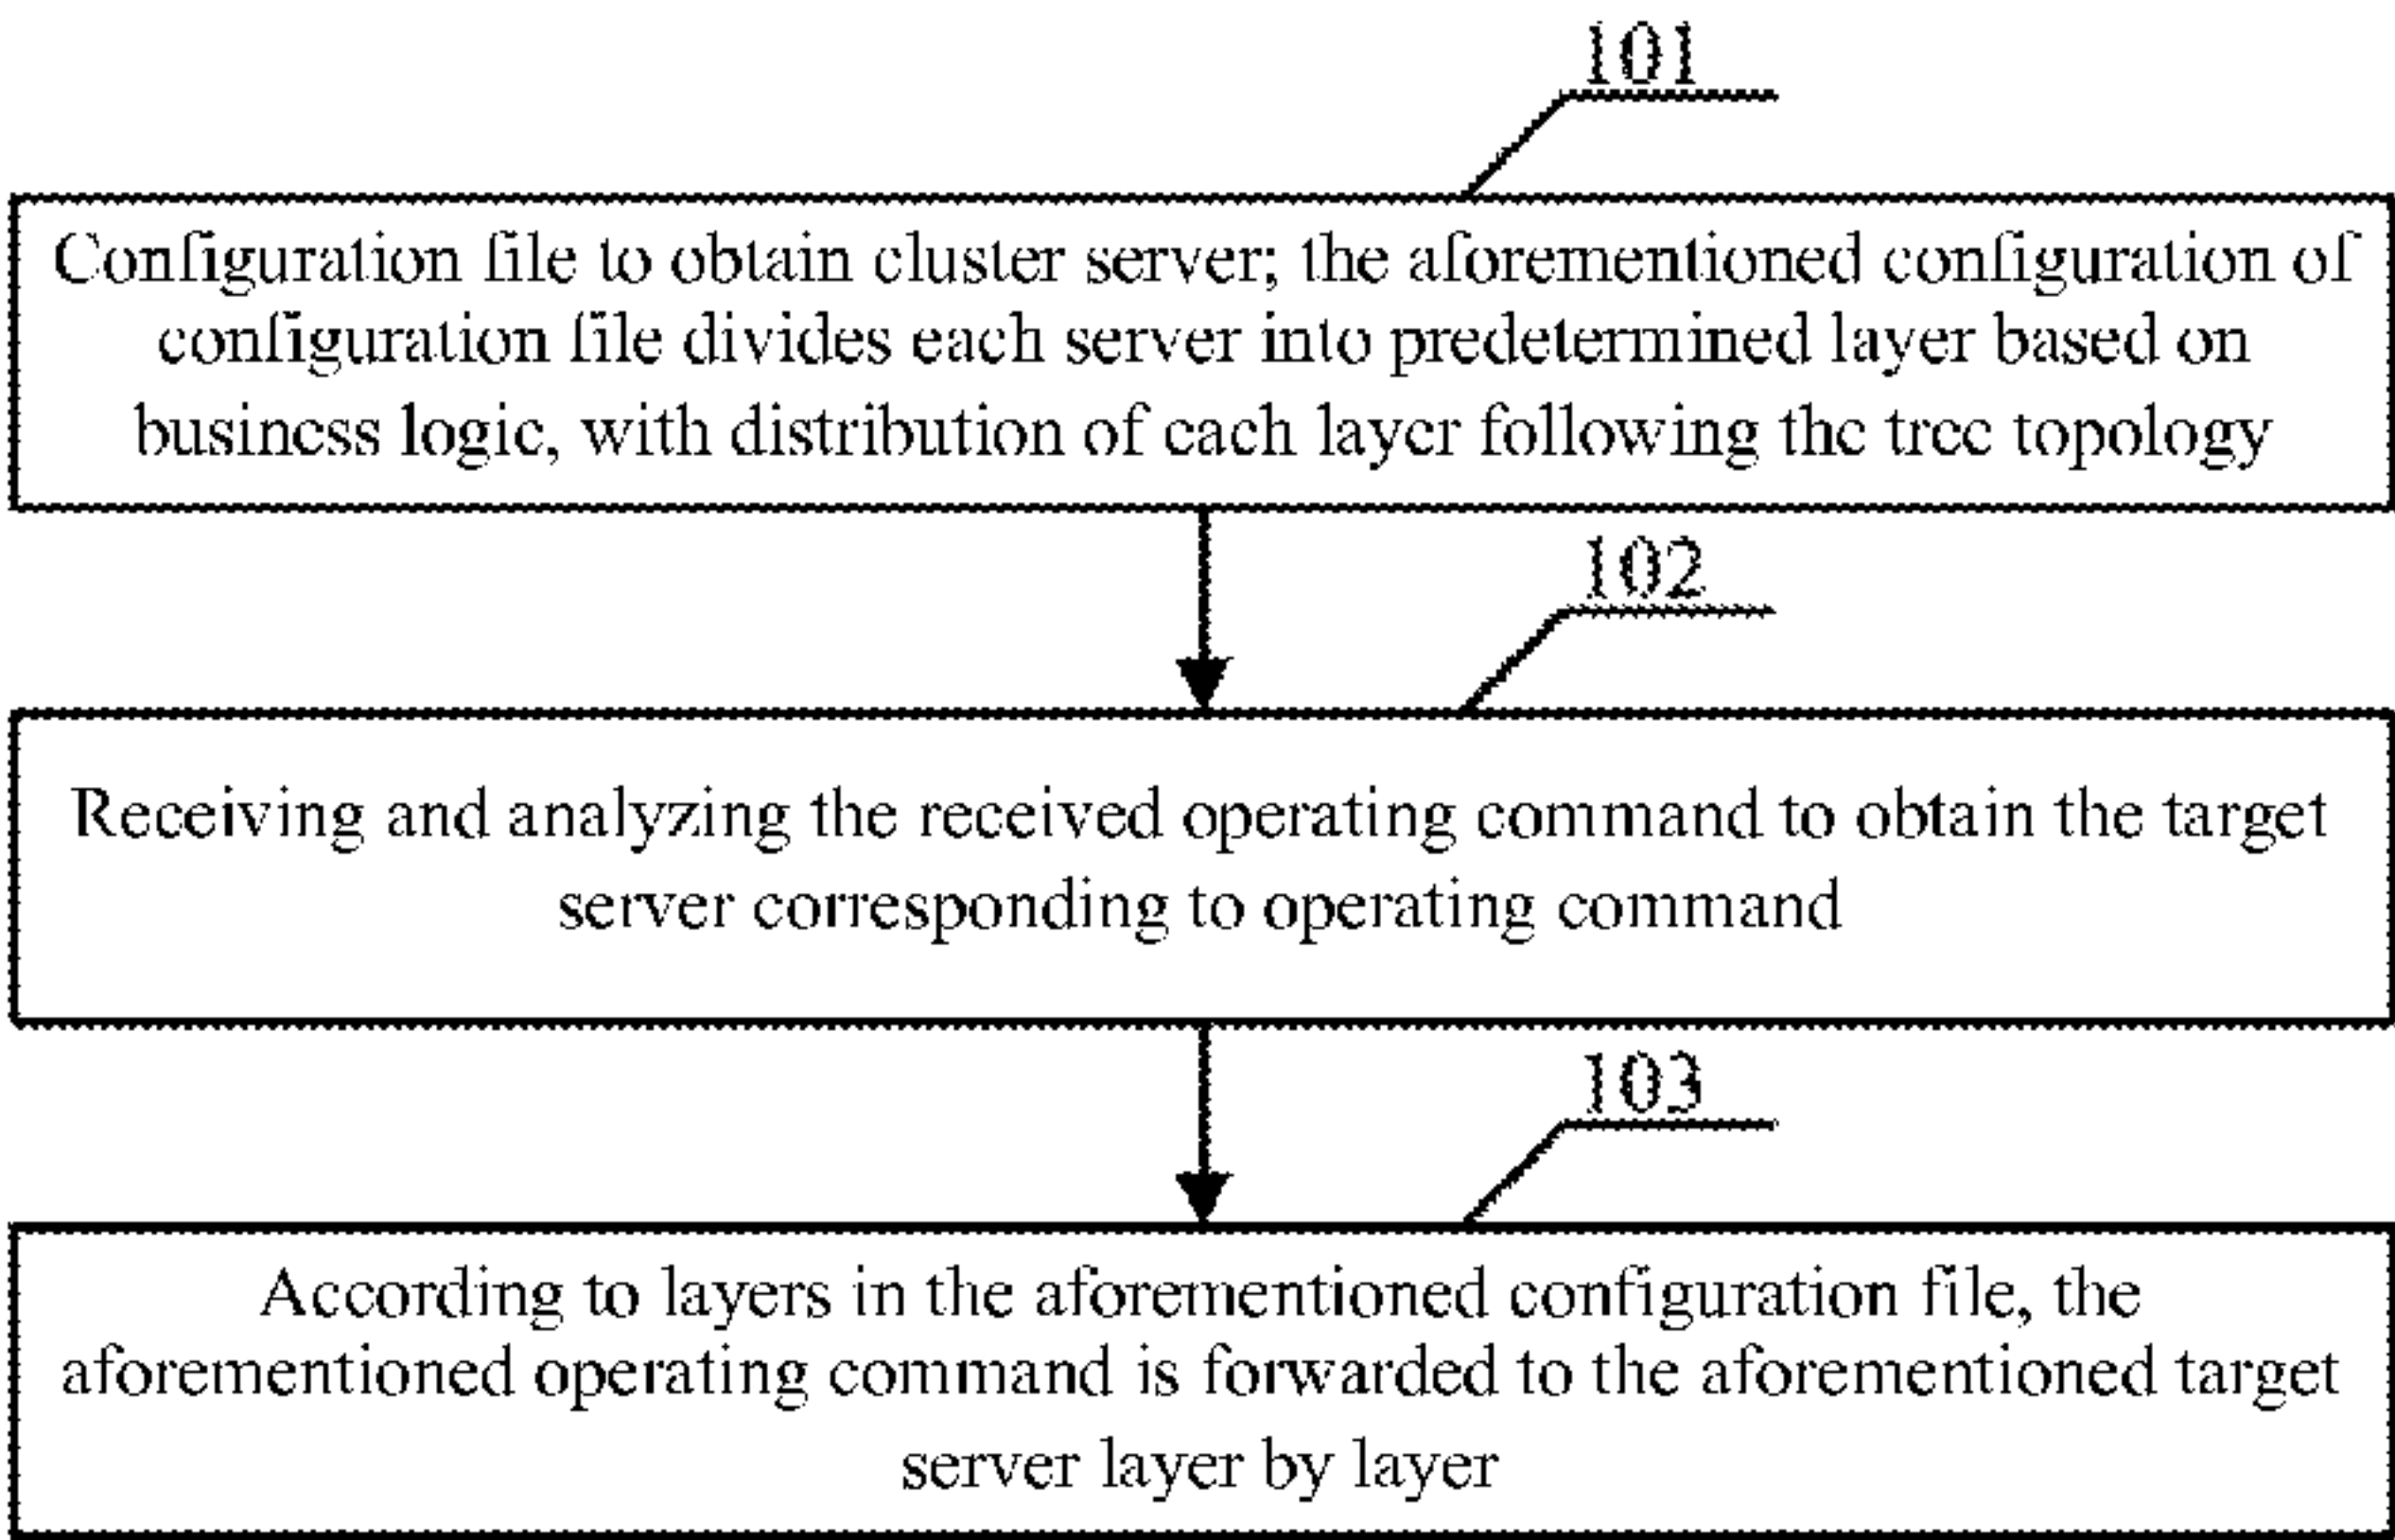 101
Configuration file to obtain cluster server; the aforementioned configuration of
configuration file divides each server into predetermined layer based on
business logic, with distribution of each layer following the tree topology
102
Receiving and analyzing the received operating command to obtain the target
server corresponding to operating command
103
According to layers in the aforementioned configuration file, the
aforementioned operating command is forwarded to the aforementioned target
server layer by layer